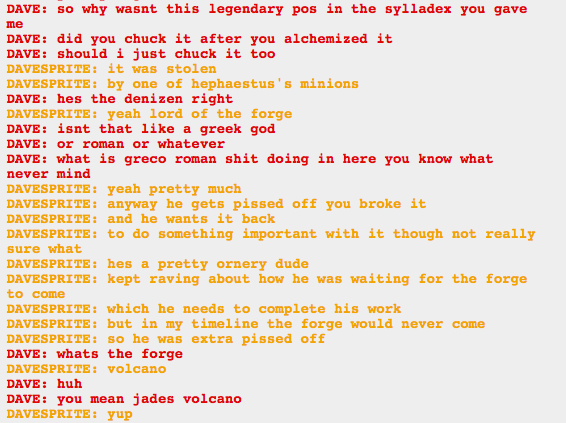 DAVE: so why wasnt this legendary pos in the sylladex you gave
me
DAVE: did you chuck it after you alchemized it
DAVE: should i just chuck it too
DAVESPRITE: it was stolen
DAVESPRITE: by one of hephaestus's minions
DAVE: hes the denizen right
DAVESPRITE: yeah lord of the forge
DAVE: isnt that like a greek god
DAVE: or roman or whatever
DAVE: what is greco roman shit doing in here you know what
never mind
DAVESPRITE: yeah pretty much
DAVESPRITE: anyway he gets pissed off you broke it
DAVESPRITE: and he wants it back
DAVESPRITE: to do something important with it though not really
sure what
DAVESPRITE: hes a pretty ornery dude
DAVESPRITE: kept raving about how he was waiting for the forge
to come
DAVESPRITE: which he needs to complete his work
DAVESPRITE: but in my timeline the forge would never come
DAVESPRITE: so he was extra pissed off
DAVE: whats the forge
DAVESPRITE: volcano
DAVE: huh
DAVE: you mean jades volcano
DAVESPRITE: yup